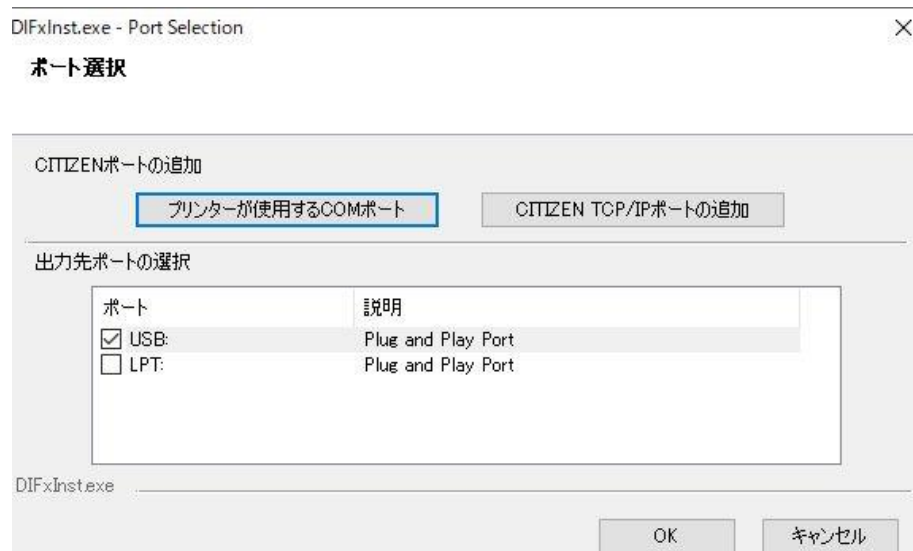 DIFxInst.exe - Port Selection
ポート選択
CITIZENポートの追加
プリンターが使用するCOMポート
CITIZEN TCP/IPポートの追加
出力先ポートの選択
ポート 説明
USB: Plug and Play Port
LPT: Plug and Play Port
DIFxInst.exe
OK キャンセル